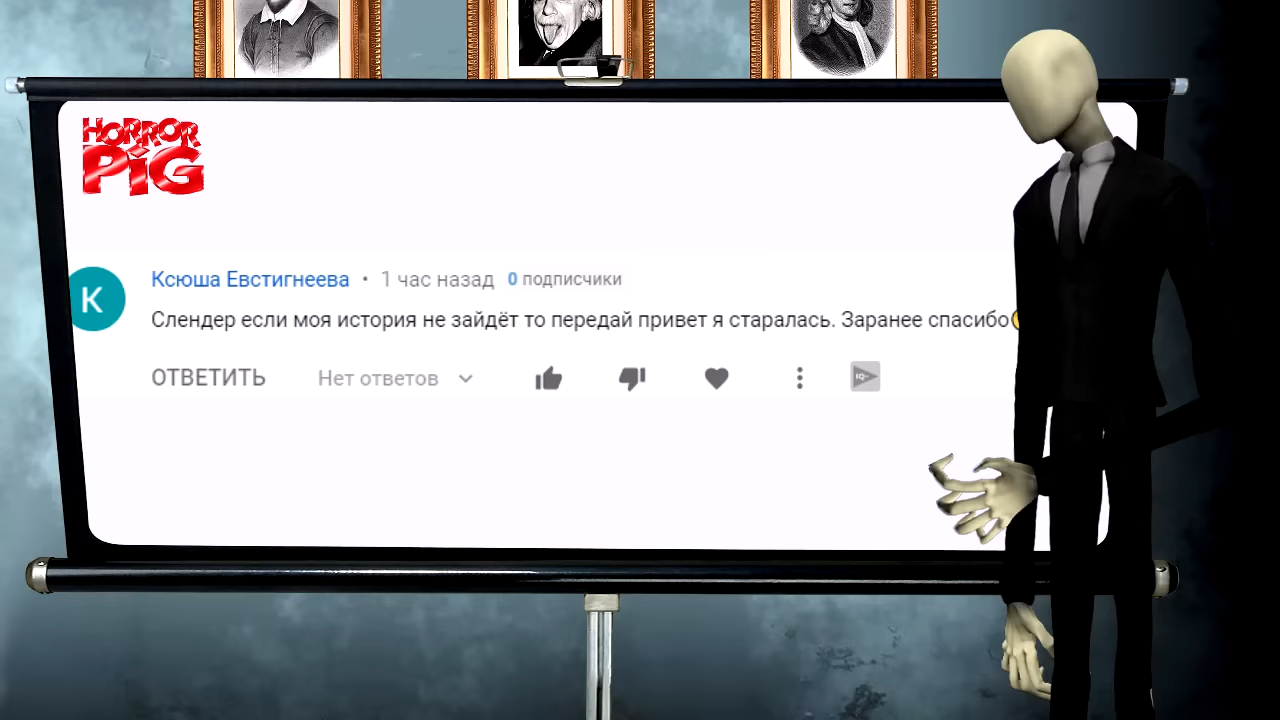 HORROR
PiG
Ксюша Евстигнеева • 1 час назад 0 подписчики
К
Слендер если моя история не зайдёт то передай привет я старалась. Заранее спасибо
ОТВЕТИТЬ Нет ответов
IQ